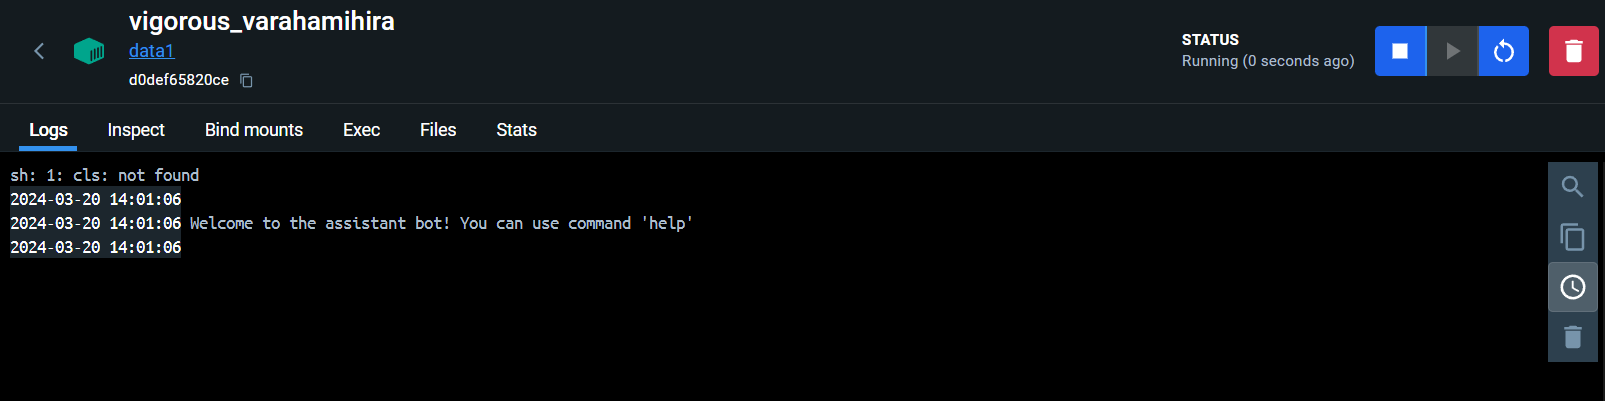 vigorous_varahamihira
data1
d0def65820ce
STATUS
Running (0 seconds ago)
Logs Inspect Bind mounts Exec Files Stats
sh: 1: cls: not found
2024-03-20 14:01:06
2024-03-20 14:01:06 Welcome to the assistant bot! You can use command 'help'
2024-03-20 14:01:06